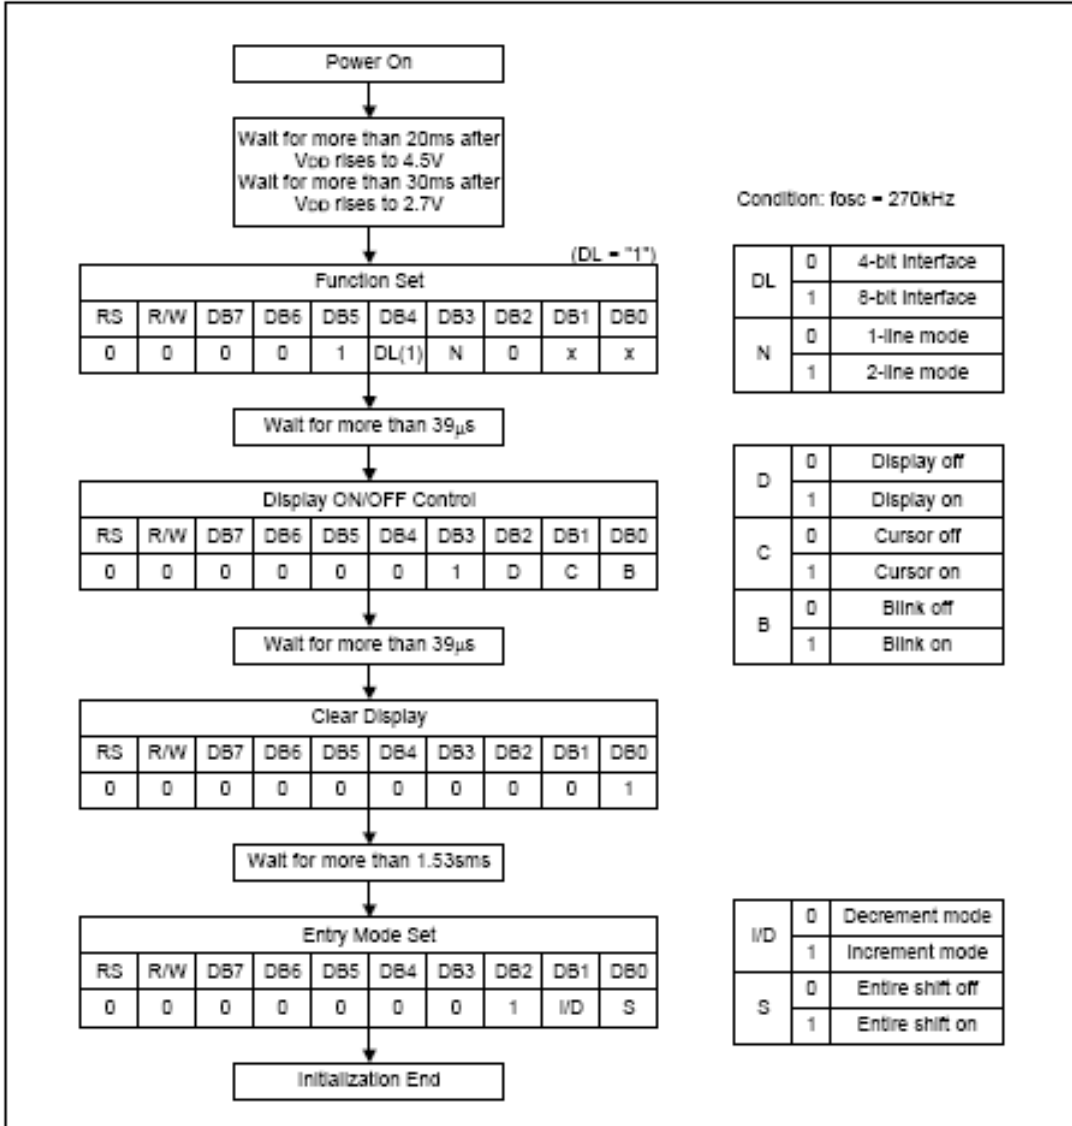 Power On
Wait for more than 20ms after
VDD rises to 4.5V
Wait for more than 30ms after
VDD rises to 2.7V
Condition: fosc = 270kHz
(DL = "1")
Function Set
RS R/W DB7 DB6 DB5 DB4 DB3 DB2 DB1 DB0
0 0 0 0 1 DL(1) N 0 x x
DL 0 4-bit Interface
1 8-bit Interface
N 0 1-line mode
1 2-line mode
Wait for more than 39μs
Display ON/OFF Control
RS R/W DB7 DB6 DB5 DB4 DB3 DB2 DB1 DB0
0 0 0 0 0 0 1 D C B
D 0 Display off
1 Display on
C 0 Cursor off
1 Cursor on
B 0 Blink off
1 Blink on
Wait for more than 39μs
Clear Display
RS R/W DB7 DB6 DB5 DB4 DB3 DB2 DB1 DB0
0 0 0 0 0 0 0 0 0 1
Wait for more than 1.53sms
Entry Mode Set
RS R/W DB7 DB6 DB5 DB4 DB3 DB2 DB1 DB0
0 0 0 0 0 0 0 1 I/D S
I/D 0 Decrement mode
1 Increment mode
S 0 Entire shift off
1 Entire shift on
Initialization End